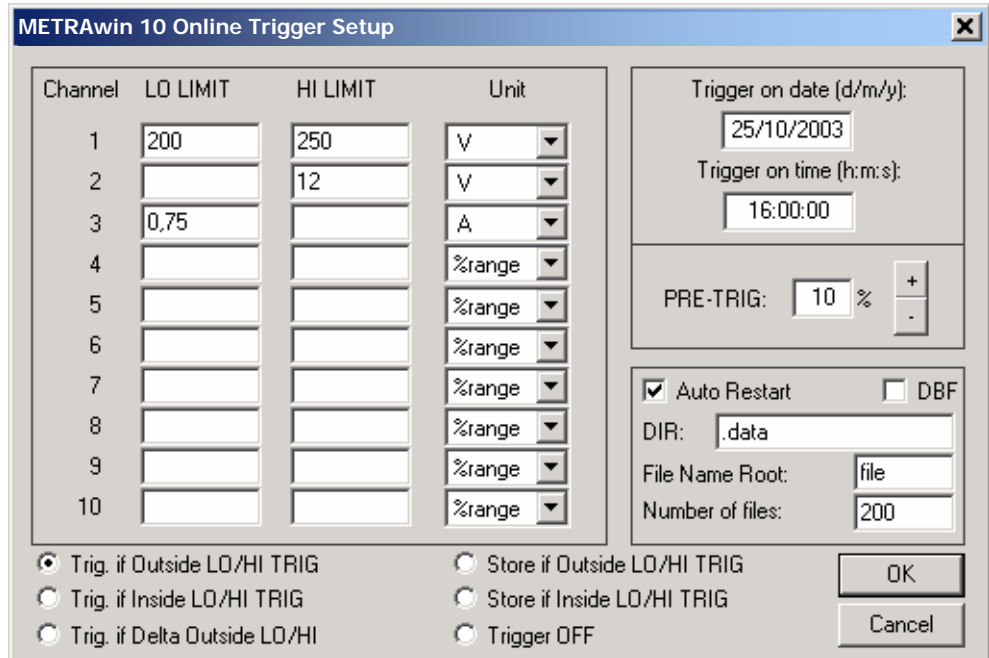 METRAwin 10 Online Trigger Setup
Channel LO LIMIT HI LIMIT Unit
1 200 250 V
2 12 V
3 0,75 A
4 %range
5 %range
6 %range
7 %range
8 %range
9 %range
10 %range
Trigger on date (d/m/y):
25/10/2003
Trigger on time (h:m:s):
16:00:00
PRE-TRIG: 10 % + -
Auto Restart DBF
DIR: .data
File Name Root: file
Number of files: 200
Trig. if Outside LO/HI TRIG
Trig. if Inside LO/HI TRIG
Trig. if Delta Outside LO/HI
Store if Outside LO/HI TRIG
Store if Inside LO/HI TRIG
Trigger OFF
OK
Cancel